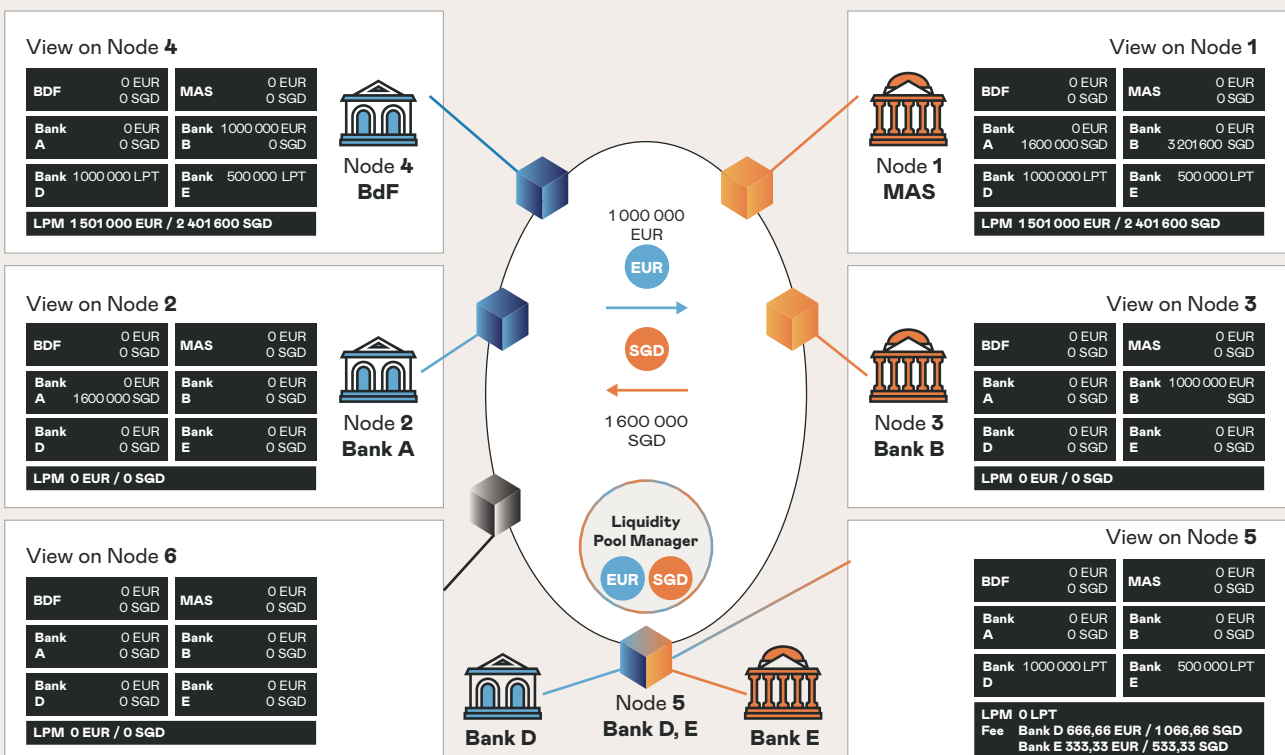 View on Node 4
BDF 0 EUR
0 SGD
MAS 0 EUR
0 SGD
Bank A 0 EUR
0 SGD
Bank B 1 000 000 EUR
0 SGD
Bank D 1 000 000 LPT
Bank E 500 000 LPT
LPM 1 501 000 EUR / 2 401 600 SGD
Node 4
BdF
View on Node 1
BDF 0 EUR
0 SGD
MAS 0 EUR
0 SGD
Bank A 0 EUR
1 600 000 SGD
Bank B 0 EUR
3 201 600 SGD
Bank D 1 000 000 LPT
Bank E 500 000 LPT
LPM 1 501 000 EUR / 2 401 600 SGD
Node 1
MAS
View on Node 2
BDF 0 EUR
0 SGD
MAS 0 EUR
0 SGD
Bank A 0 EUR
1 600 000 SGD
Bank B 0 EUR
0 SGD
Bank D 0 EUR
0 SGD
Bank E 0 EUR
0 SGD
LPM 0 EUR / 0 SGD
Node 2
Bank A
1 000 000
EUR
EUR
SGD
1 600 000
SGD
View on Node 3
BDF 0 EUR
0 SGD
MAS 0 EUR
0 SGD
Bank A 0 EUR
0 SGD
Bank B 1 000 000 EUR
SGD
Bank D 0 EUR
0 SGD
Bank E 0 EUR
0 SGD
LPM 0 EUR / 0 SGD
Node 3
Bank B
View on Node 6
BDF 0 EUR
0 SGD
MAS 0 EUR
0 SGD
Bank A 0 EUR
0 SGD
Bank B 0 EUR
0 SGD
Bank D 0 EUR
0 SGD
Bank E 0 EUR
0 SGD
LPM 0 EUR / 0 SGD
Liquidity
Pool Manager
EUR SGD
Bank D
Node 5
Bank D, E
Bank E
View on Node 5
BDF 0 EUR
0 SGD
MAS 0 EUR
0 SGD
Bank A 0 EUR
0 SGD
Bank B 0 EUR
0 SGD
Bank D 1 000 000 LPT
Bank E 500 000 LPT
LPM 0 LPT
Fee Bank D 666,66 EUR / 1 066,66 SGD
Bank E 333,33 EUR / 533,33 SGD